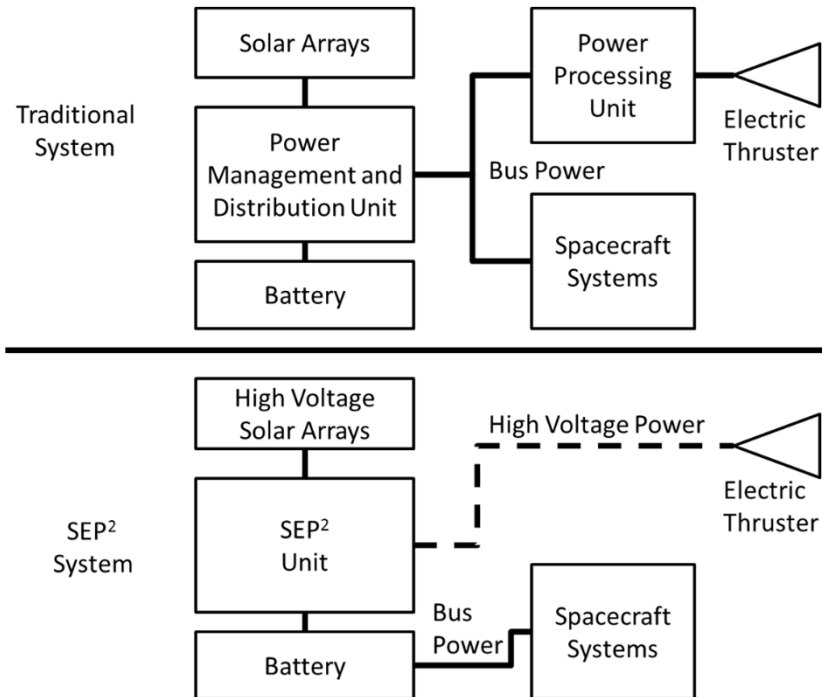 Solar Arrays
Power
Processing
Unit
Traditional
System
Power
Management and
Distribution Unit
Bus Power
Electric
Thruster
Battery
Spacecraft
Systems
High Voltage
Solar Arrays
High Voltage Power
SEP²
System
SEP²
Unit
Electric
Thruster
Battery
Bus
Power
Spacecraft
Systems